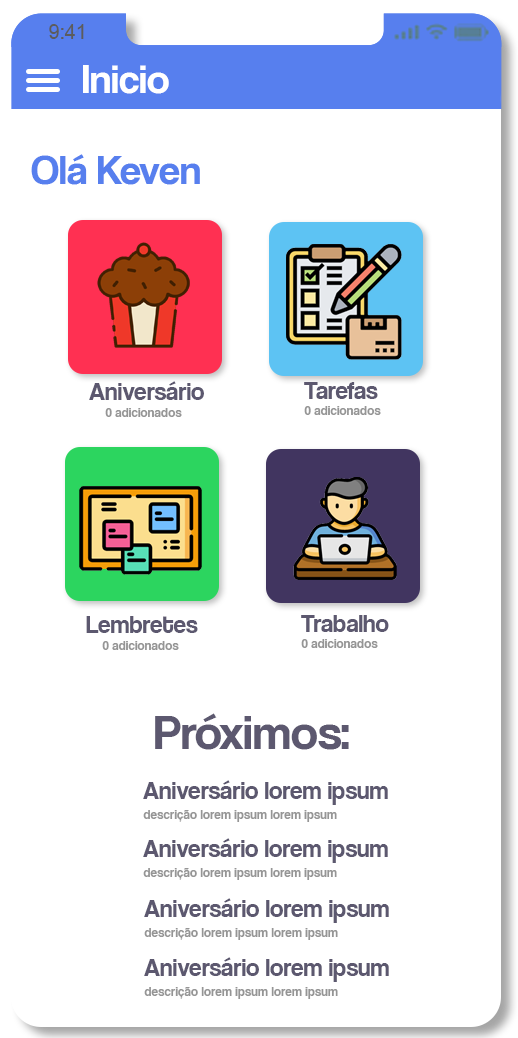 9:41
Inicio
Olá Keven
Aniversário
0 adicionados
Tarefas
0 adicionados
Lembretes
0 adicionados
Trabalho
0 adicionados
Próximos:
Aniversário lorem ipsum
descrição lorem ipsum lorem ipsum
Aniversário lorem ipsum
descrição lorem ipsum lorem ipsum
Aniversário lorem ipsum
descrição lorem ipsum lorem ipsum
Aniversário lorem ipsum
descrição lorem ipsum lorem ipsum